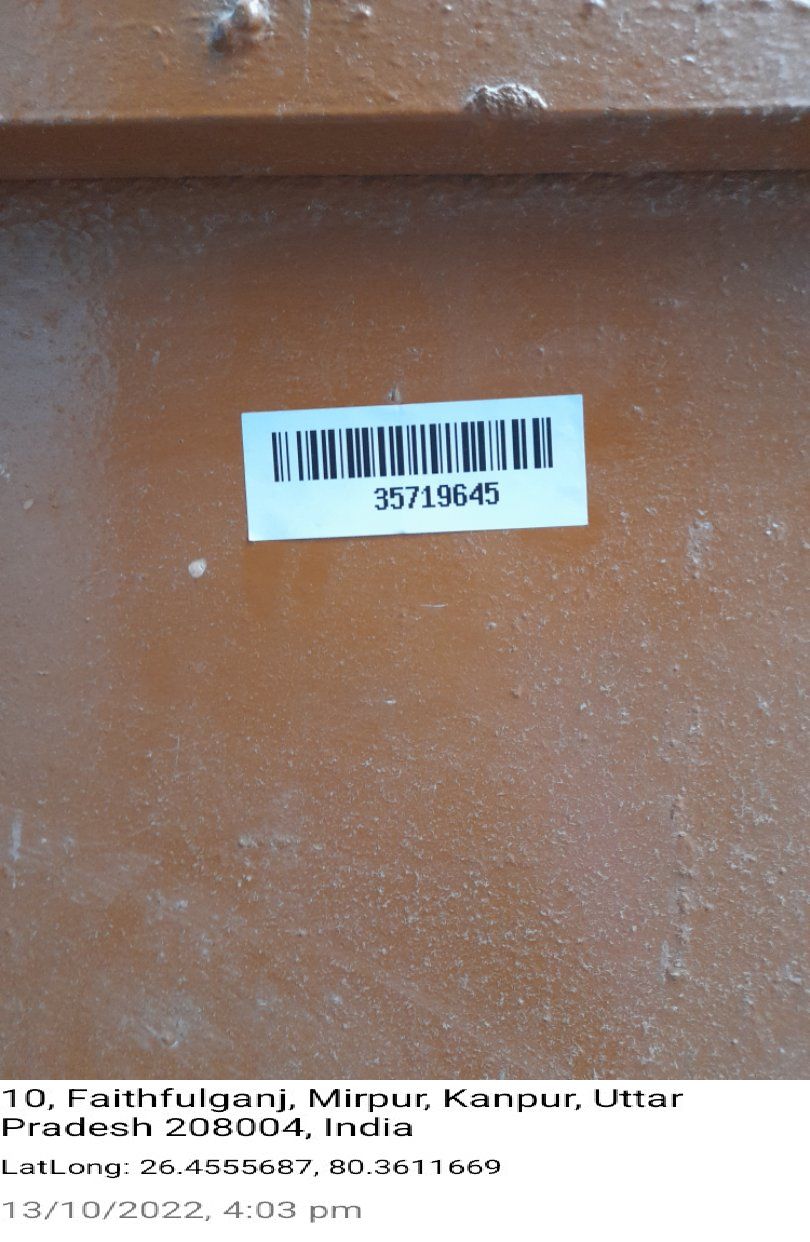 35719645
10, Faithfulganj, Mirpur, Kanpur, Uttar
Pradesh 208004, India
LatLong: 26.4555687, 80.3611669
13/10/2022, 4:03 pm